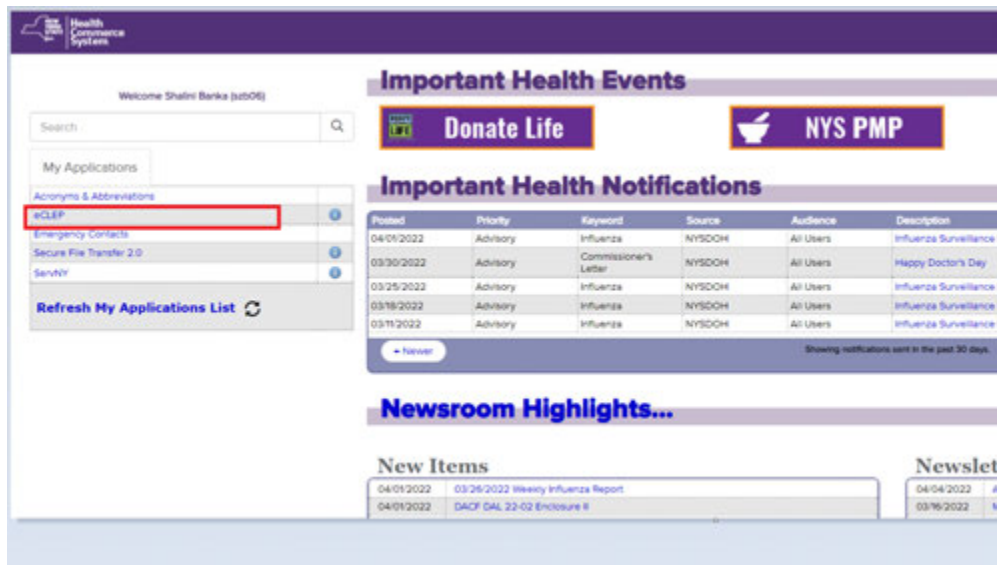 NEW YORK STATE
Health
Commerce
System
Welcome Shalini Banka (szb06)
Search
My Applications
Acronyms & Abbreviations
eCLEP
Emergency Contacts
Secure File Transfer 2.0
ServNY
Refresh My Applications List
Important Health Events
DONATE LIFE
Donate Life
NYS PMP
Important Health Notifications
Posted Priority Keyword Source Audience Description
04/01/2022 Advisory Influenza NYSDOH All Users Influenza Surveillance
03/30/2022 Advisory Commissioner's Letter NYSDOH All Users Happy Doctor's Day
03/25/2022 Advisory Influenza NYSDOH All Users Influenza Surveillance
03/18/2022 Advisory Influenza NYSDOH All Users Influenza Surveillance
03/11/2022 Advisory Influenza NYSDOH All Users Influenza Surveillance
Newer
Showing notifications sent in the past 30 days.
Newsroom Highlights...
New Items
04/01/2022 03/26/2022 Weekly Influenza Report
04/01/2022 DACF DAL 22-02 Enclosure II
Newslet
04/04/2022 A
03/16/2022